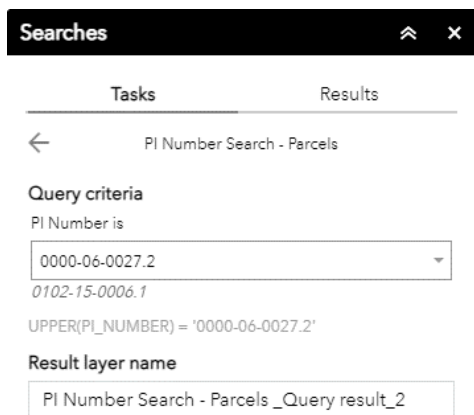 Searches
Tasks Results
PI Number Search - Parcels
Query criteria
PI Number is
0000-06-0027.2
0102-15-0006.1
UPPER(PI_NUMBER) = '0000-06-0027.2'
Result layer name
PI Number Search - Parcels _Query result_2